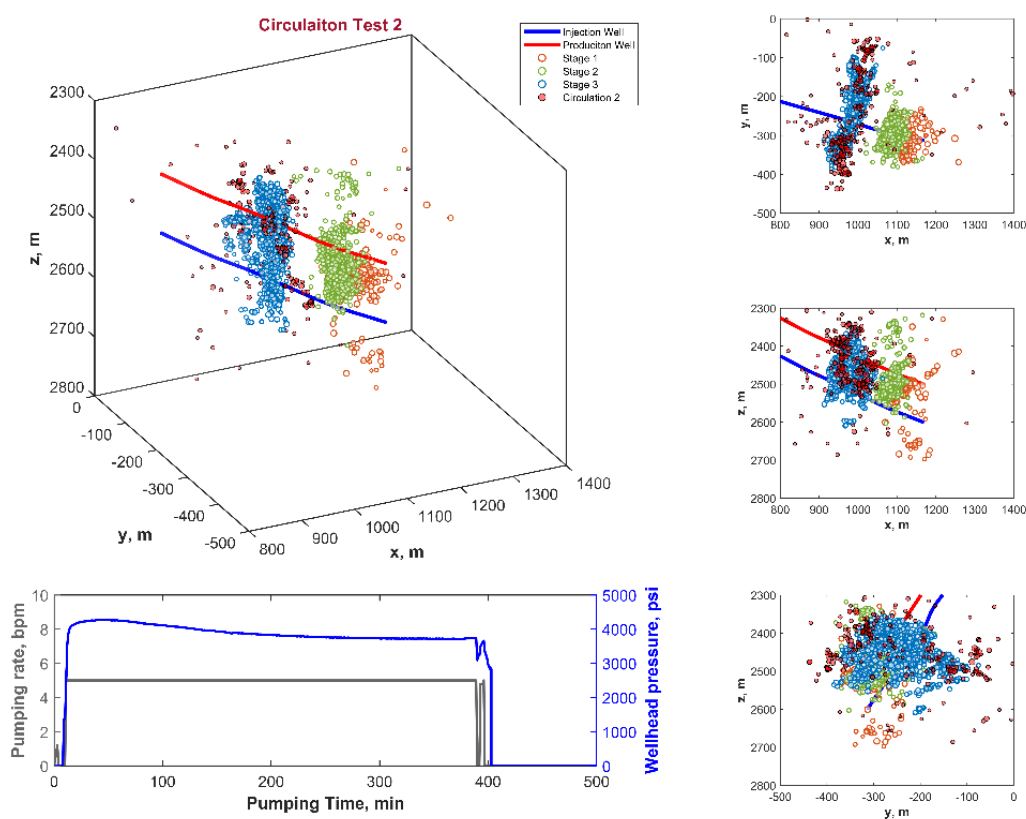 Circulaiton Test 2
Injection Well
Produciton Well
Stage 1
Stage 2
Stage 3
Circulation 2
2300
2400
2500
2600
2700
2800
z, m
0
-100
-200
-300
-400
-500
y, m
800
900
1000
1100
1200
1300
1400
x, m
0
-100
-200
-300
-400
-500
y, m
800 900 1000 1100 1200 1300 1400
x, m
2300
2400
2500
2600
2700
2800
z, m
800 900 1000 1100 1200 1300 1400
x, m
10
8
6
4
2
0
Pumping rate, bpm
5000
4000
3000
2000
1000
0
Wellhead pressure, psi
0 100 200 300 400 500
Pumping Time, min
2300
2400
2500
2600
2700
2800
z, m
-500 -400 -300 -200 -100 0
y, m